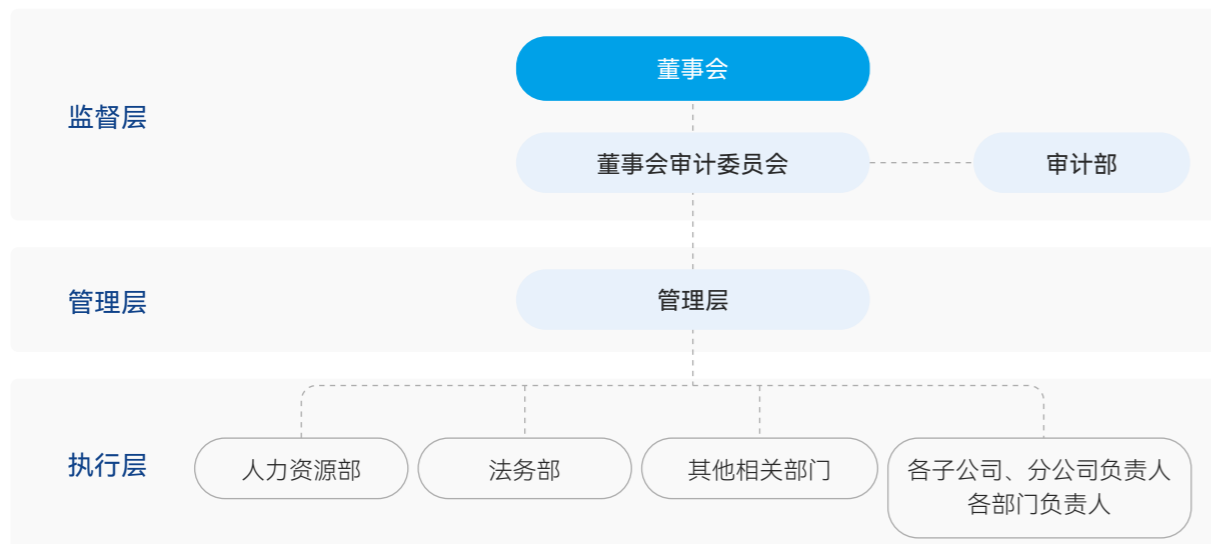 监督层
董事会
董事会审计委员会
审计部
管理层
管理层
执行层
人力资源部
法务部
其他相关部门
各子公司、分公司负责人
各部门负责人